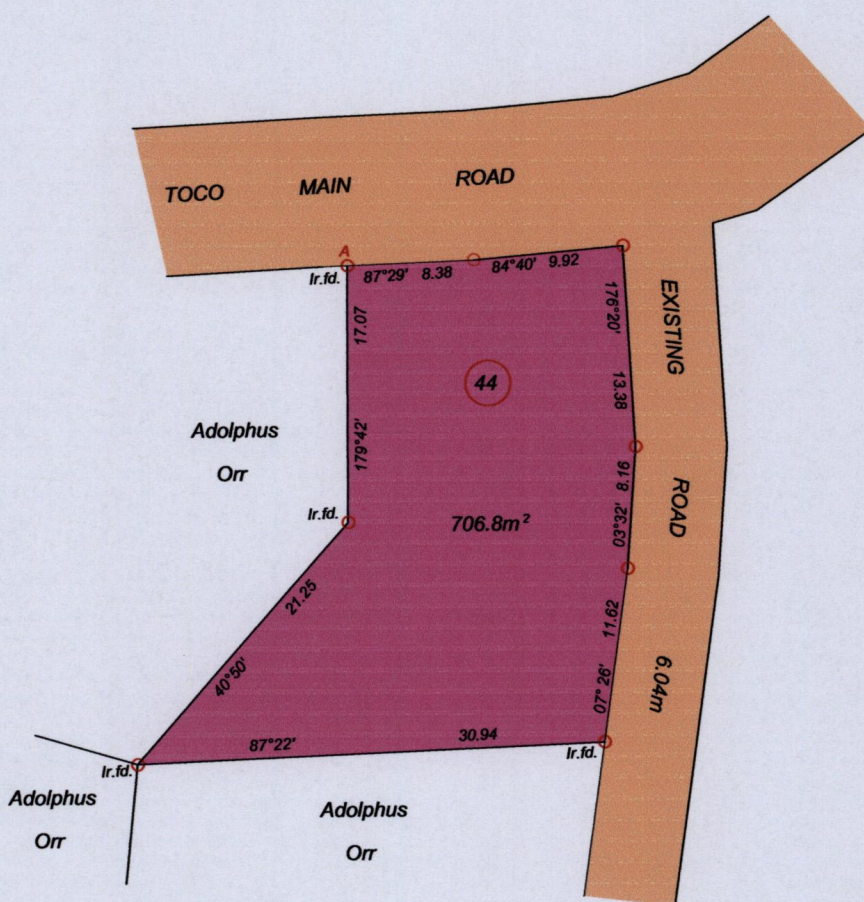 TOCO MAIN ROAD
A
Ir.fd.
87°29' 8.38
84°40' 9.92
176°20'
13.38
EXISTING
ROAD
6.04m
17.07
179°42'
44
Adolphus
Orr
Ir.fd.
706.8m²
8.16
03°32'
21.25
40°50'
11.62
07°26'
87°22' 30.94
Ir.fd.
Ir.fd.
Adolphus
Orr
Adolphus
Orr